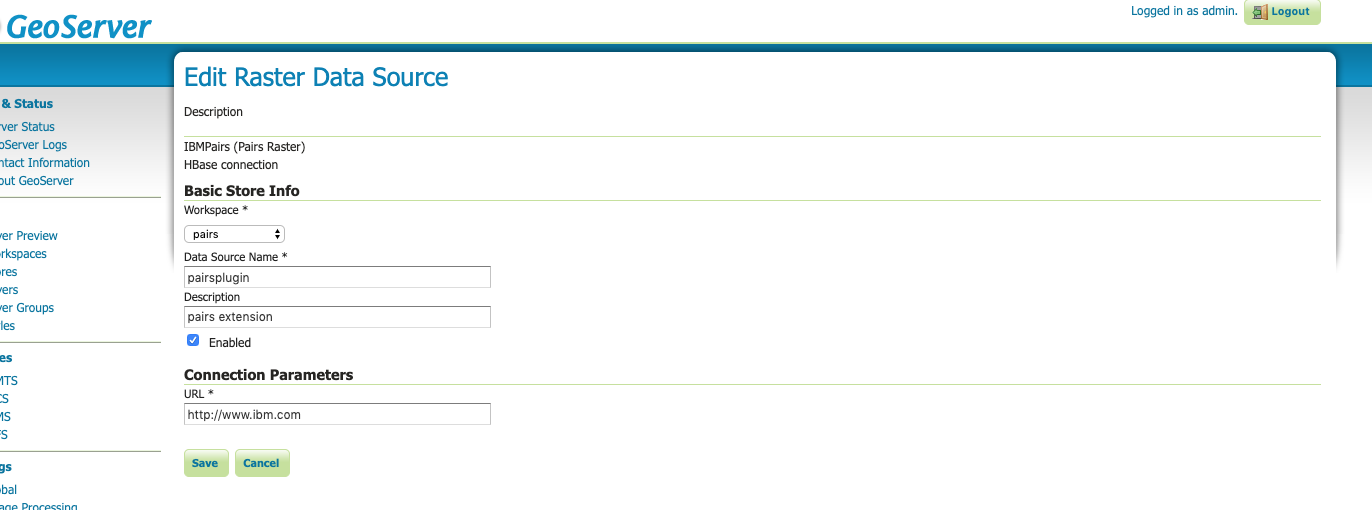 GeoServer
Logged in as admin.
Logout
Edit Raster Data Source
Description
IBMPairs (Pairs Raster)
HBase connection
Basic Store Info
Workspace *
pairs
Data Source Name *
pairsplugin
Description
pairs extension
Enabled
Connection Parameters
URL *
http://www.ibm.com
Save
Cancel
& Status
rver Status
oServer Logs
ntact Information
out GeoServer
yer Preview
rkspaces
ores
yers
yer Groups
les
es
MTS
CS
MS
FS
gs
obal
age Processing